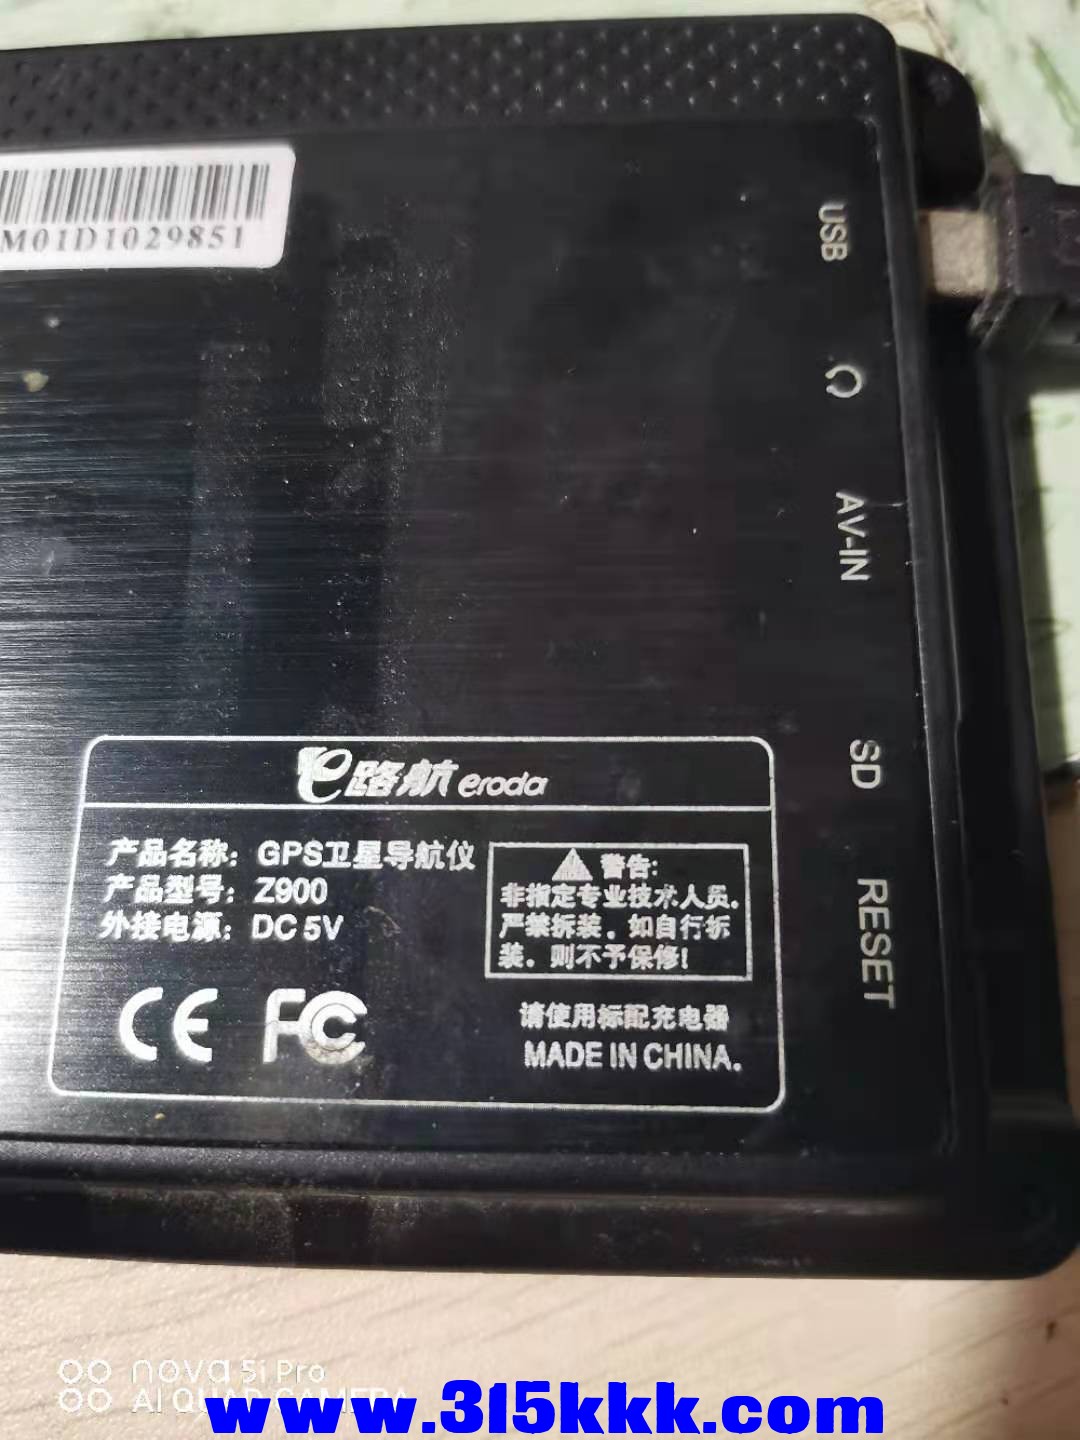 M01D1029851
USB
AV-IN
SD
RESET
e路航 eroda
产品名称：GPS卫星导航仪
产品型号：Z900
外接电源：DC 5V
警告:
非指定专业技术人员,
严禁拆装。如自行拆
装。则不予保修!
CE FC
请使用标配充电器
MADE IN CHINA.
nova 5i Pro
AI QUAD CAMERA
www.315kkk.com